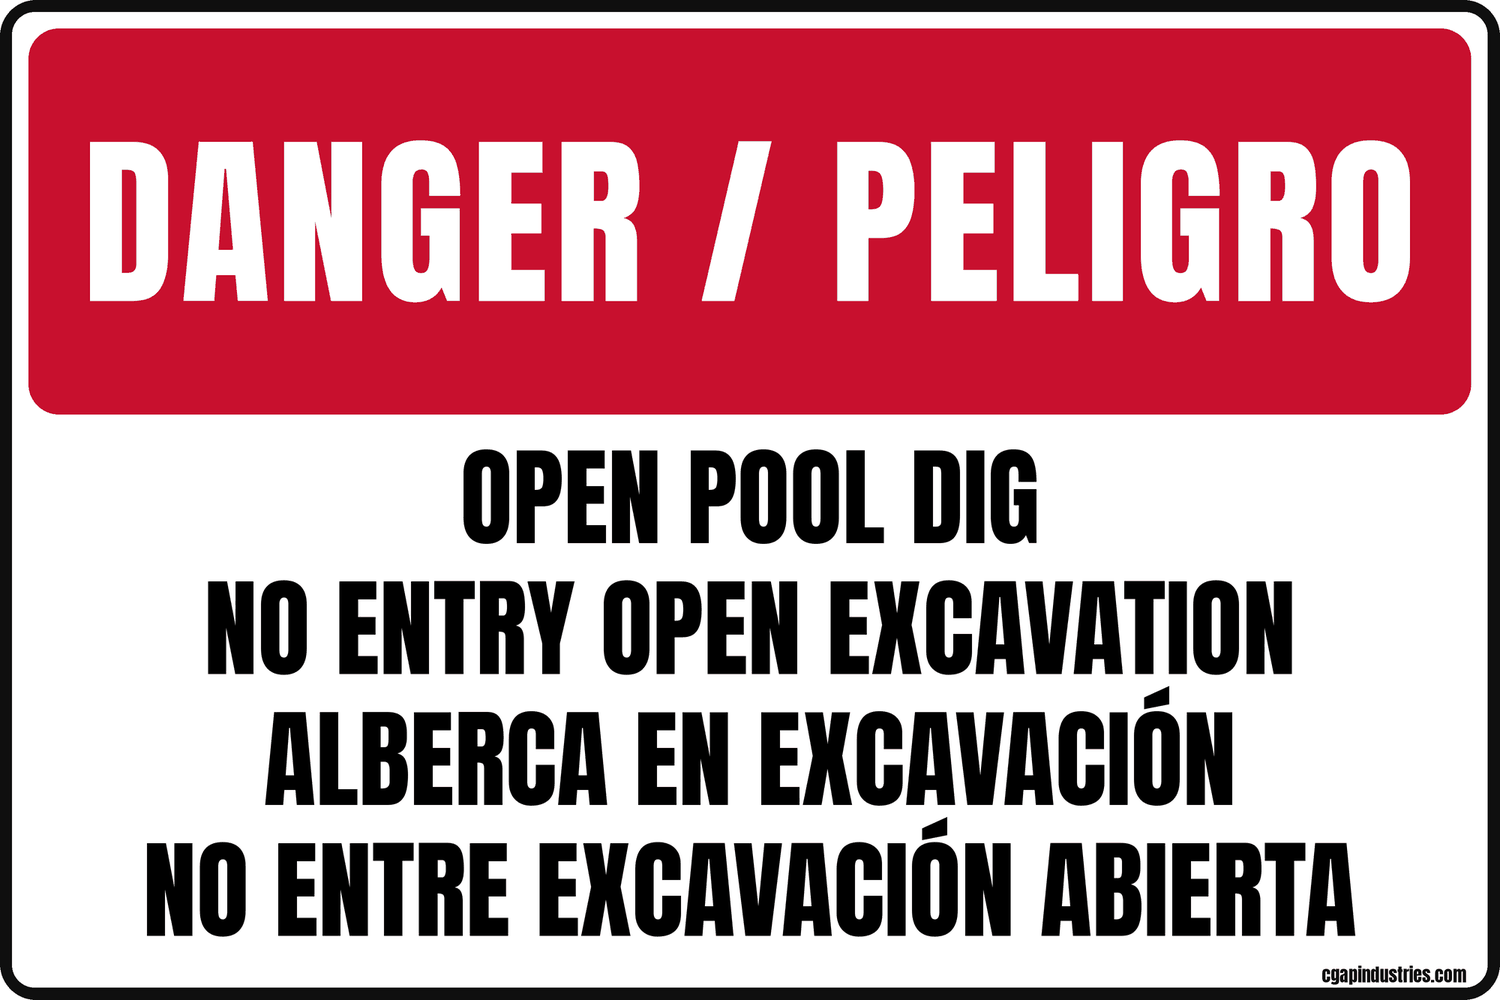 DANGER / PELIGRO
OPEN POOL DIG
NO ENTRY OPEN EXCAVATION
ALBERCA EN EXCAVACIÓN
NO ENTRE EXCAVACIÓN ABIERTA
cgapindustries.com